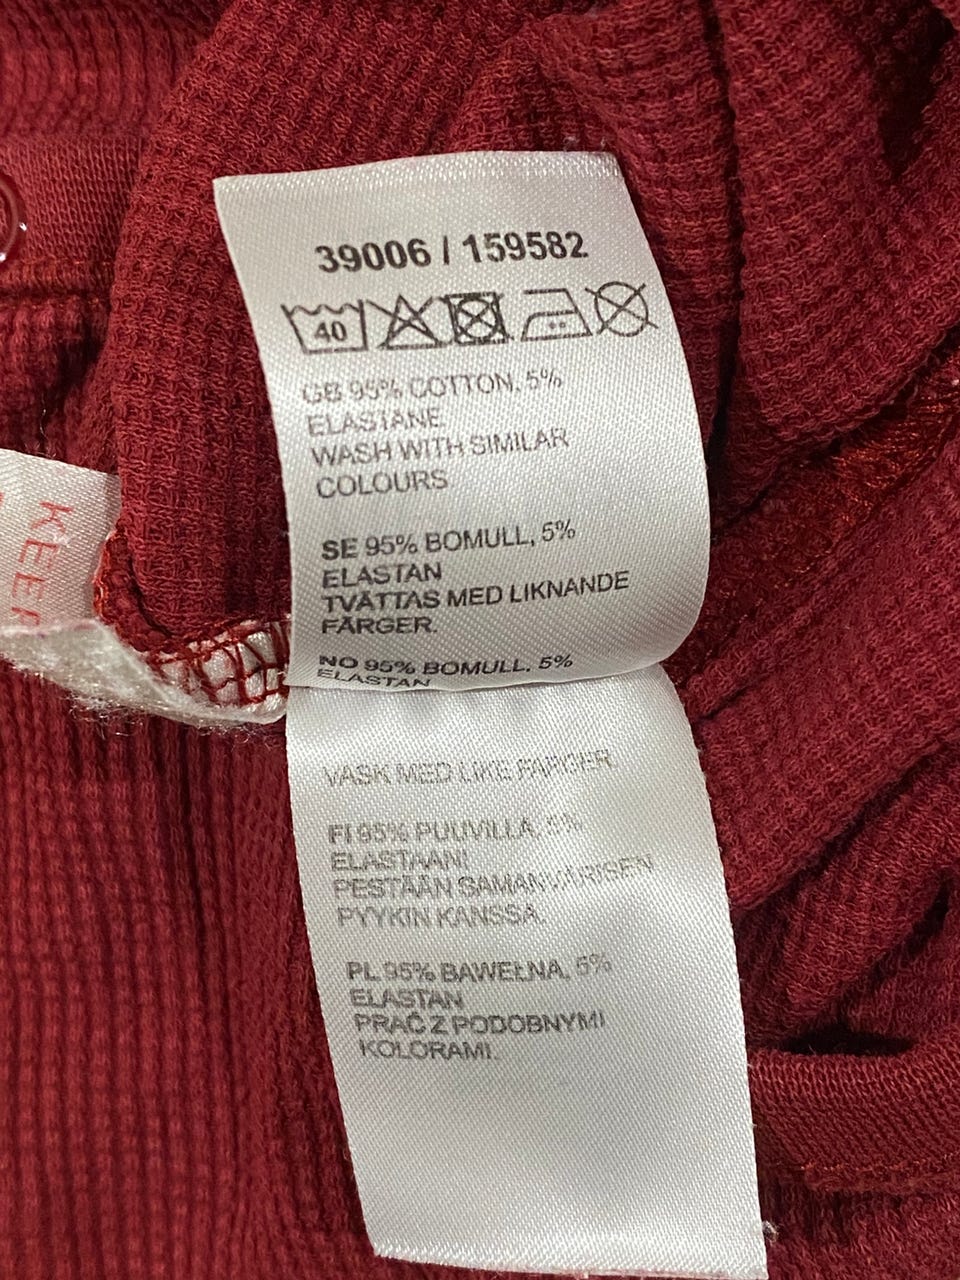 39006 / 159582
40
GB 95% COTTON, 5%
ELASTANE
WASH WITH SIMILAR
COLOURS
SE 95% BOMULL, 5%
ELASTAN
TVÄTTAS MED LIKNANDE
FÄRGER.
NO 95% BOMULL, 5%
ELASTAN
VASK MED LIKE FARGER
FI 95% PUUVILLA, 5%
ELASTAANI
PESTÄÄN SAMANVÄRISEN
PYYKIN KANSSA.
PL 95% BAWEŁNA, 5%
ELASTAN
PRAĆ Z PODOBNYMI
KOLORAMI.